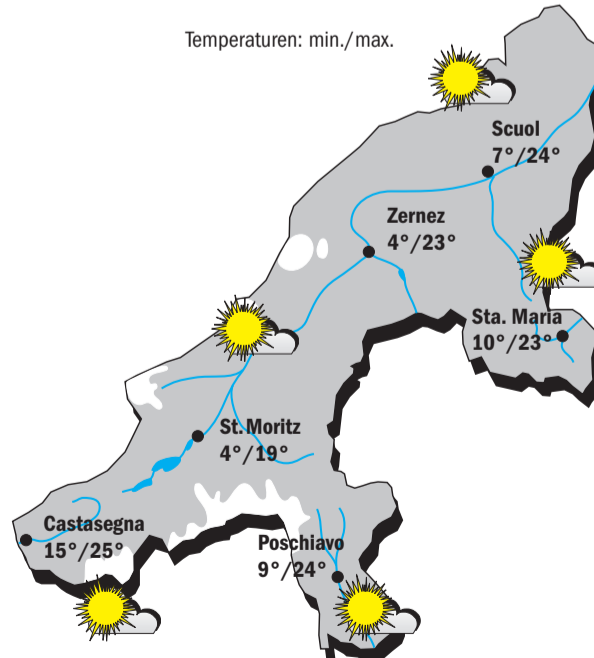 Temperaturen: min./max.
Scuol
7°/24°
Zernez
4°/23°
Sta. Maria
10°/23°
St. Moritz
4°/19°
Castasegna
15°/25°
Poschiavo
9°/24°